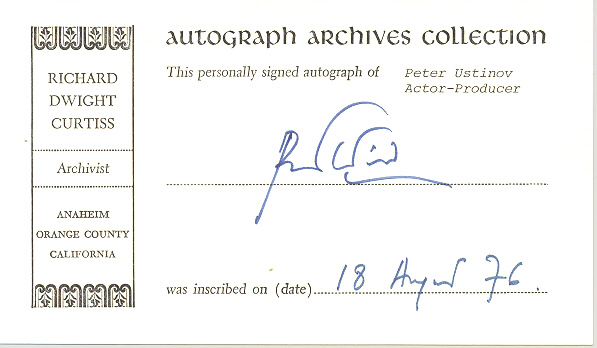 AUTOGRAPH ARCHIVES COLLECTION
RICHARD
DWIGHT
CURTISS
Archivist
ANAHEIM
ORANGE COUNTY
CALIFORNIA
This personally signed autograph of Peter Ustinov
Actor-Producer
was inscribed on (date) 18 August 76.